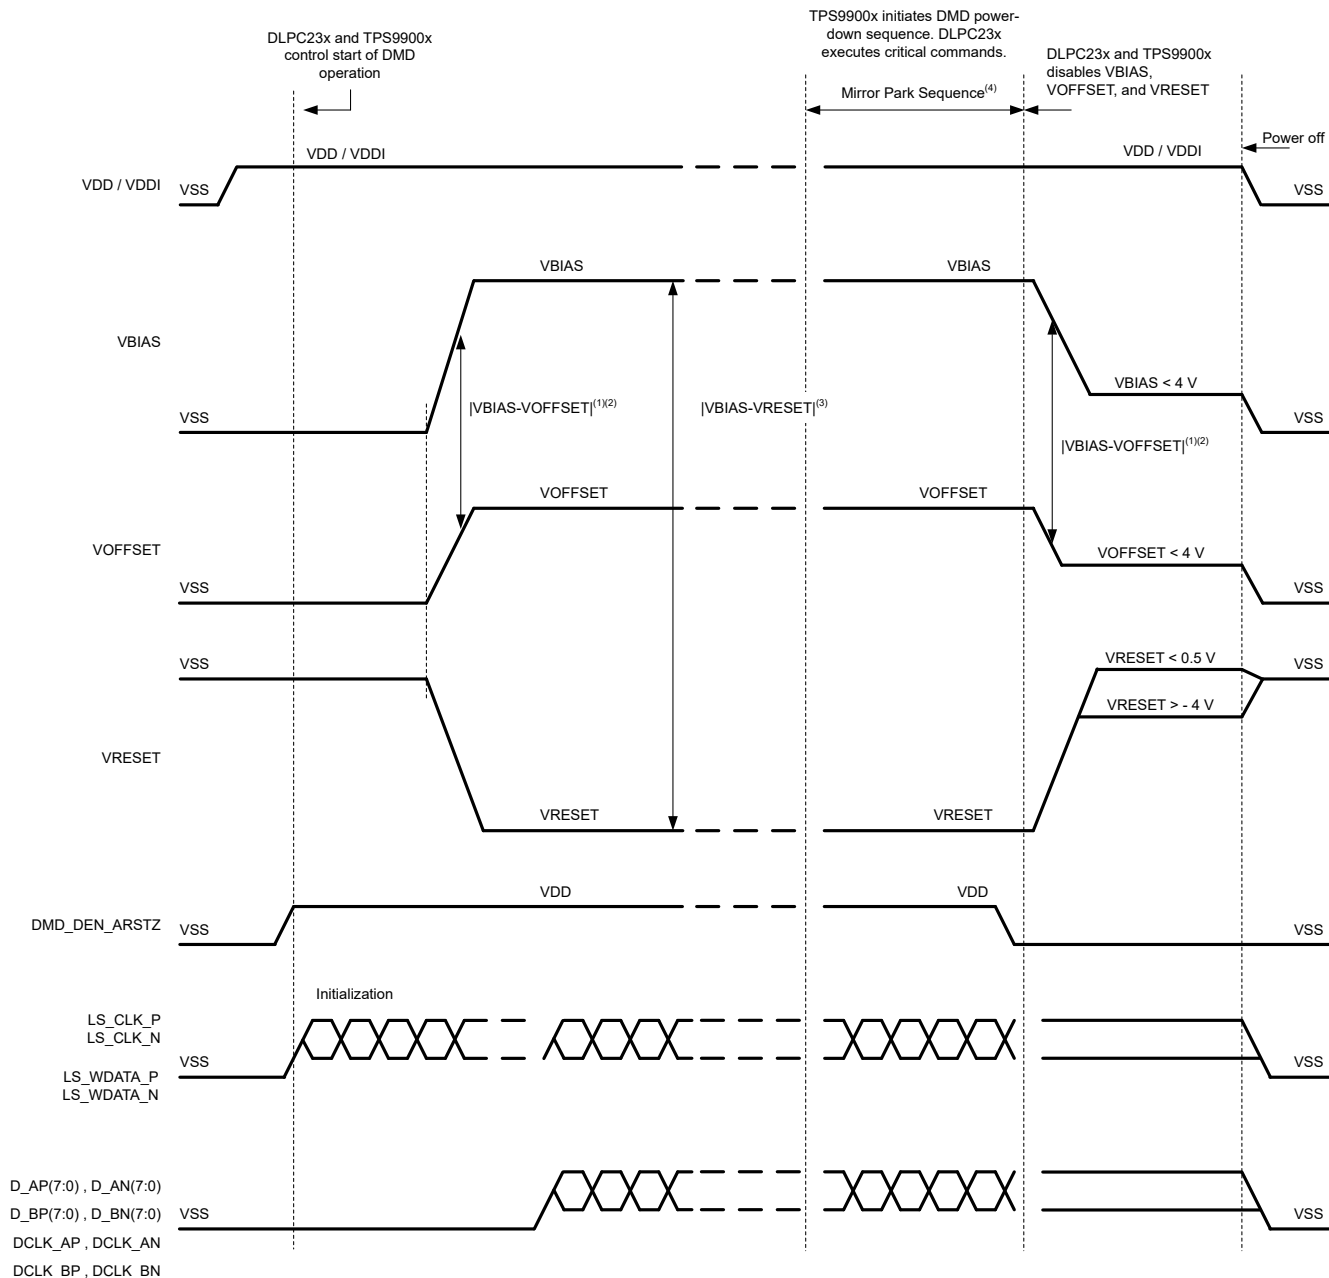 TPS9900x initiates DMD power-
down sequence. DLPC23x
executes critical commands.
DLPC23x and TPS9900x
control start of DMD
operation
DLPC23x and TPS9900x
disables VBIAS,
VOFFSET, and VRESET
Mirror Park Sequence(4)
Power off
VDD / VDDI
VSS
VDD / VDDI
VDD / VDDI
VSS
VBIAS
VBIAS
VBIAS
VSS
|VBIAS-VOFFSET|(1)(2)
|VBIAS-VRESET|(3)
VBIAS < 4 V
|VBIAS-VOFFSET|(1)(2)
VSS
VOFFSET
VOFFSET
VOFFSET
VSS
VOFFSET < 4 V
VSS
VSS
VRESET < 0.5 V
VSS
VRESET > - 4 V
VRESET
VRESET
VRESET
DMD_DEN_ARSTZ
VSS
VDD
VDD
VSS
Initialization
LS_CLK_P
LS_CLK_N
VSS
VSS
LS_WDATA_P
LS_WDATA_N
D_AP(7:0) , D_AN(7:0)
D_BP(7:0) , D_BN(7:0)
VSS
VSS
DCLK_AP , DCLK_AN
DCLK_BP , DCLK_BN